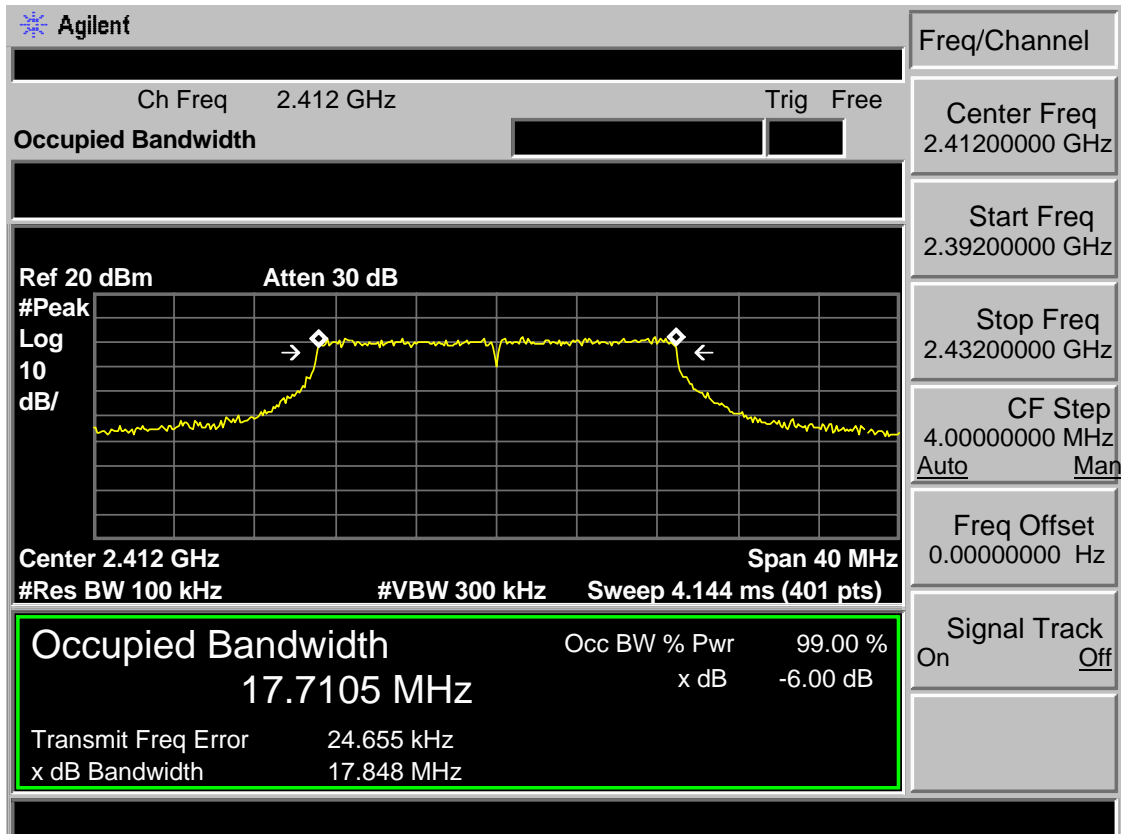 Agilent
Freq/Channel
Ch Freq 2.412 GHz Trig Free
Occupied Bandwidth
Center Freq
2.41200000 GHz
Start Freq
2.39200000 GHz
Stop Freq
2.43200000 GHz
CF Step
4.00000000 MHz
Auto Man
Freq Offset
0.00000000 Hz
Signal Track
On Off
Ref 20 dBm Atten 30 dB
#Peak
Log
10
dB/
Center 2.412 GHz Span 40 MHz
#Res BW 100 kHz #VBW 300 kHz Sweep 4.144 ms (401 pts)
Occupied Bandwidth Occ BW % Pwr 99.00 %
17.7105 MHz x dB -6.00 dB
Transmit Freq Error 24.655 kHz
x dB Bandwidth 17.848 MHz